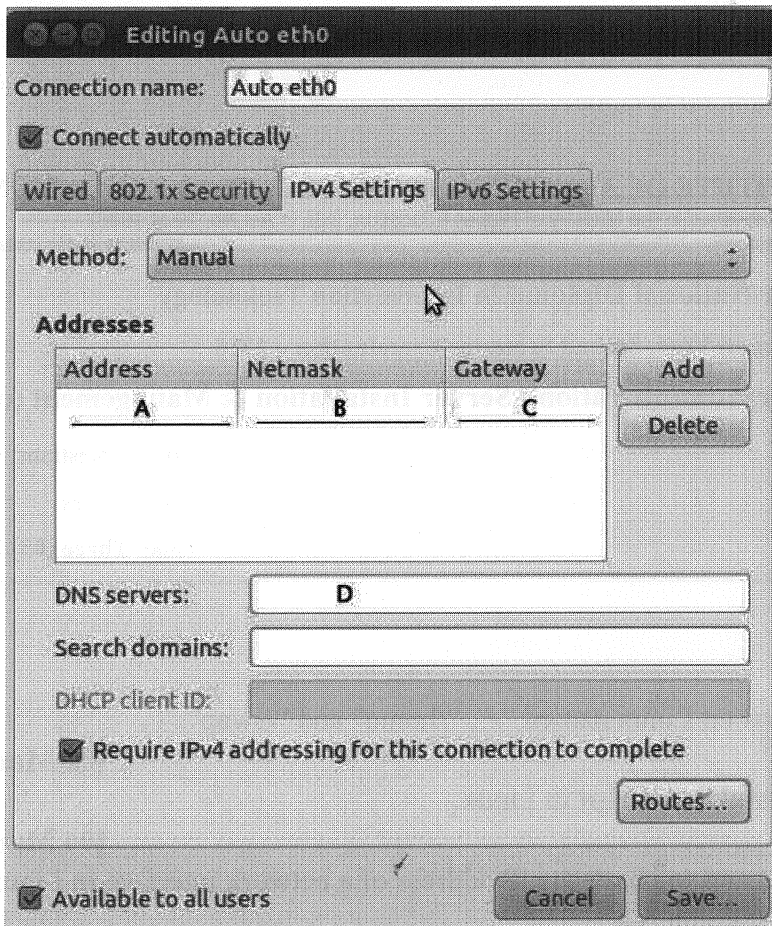 Editing Auto eth0
Connection name: Auto eth0
Connect automatically
Wired 802.1x Security IPv4 Settings IPv6 Settings
Method: Manual
Addresses
Address Netmask Gateway Add
A B C
Delete
DNS servers: D
Search domains:
DHCP client ID:
Require IPv4 addressing for this connection to complete
Routes...
Available to all users Cancel Save...